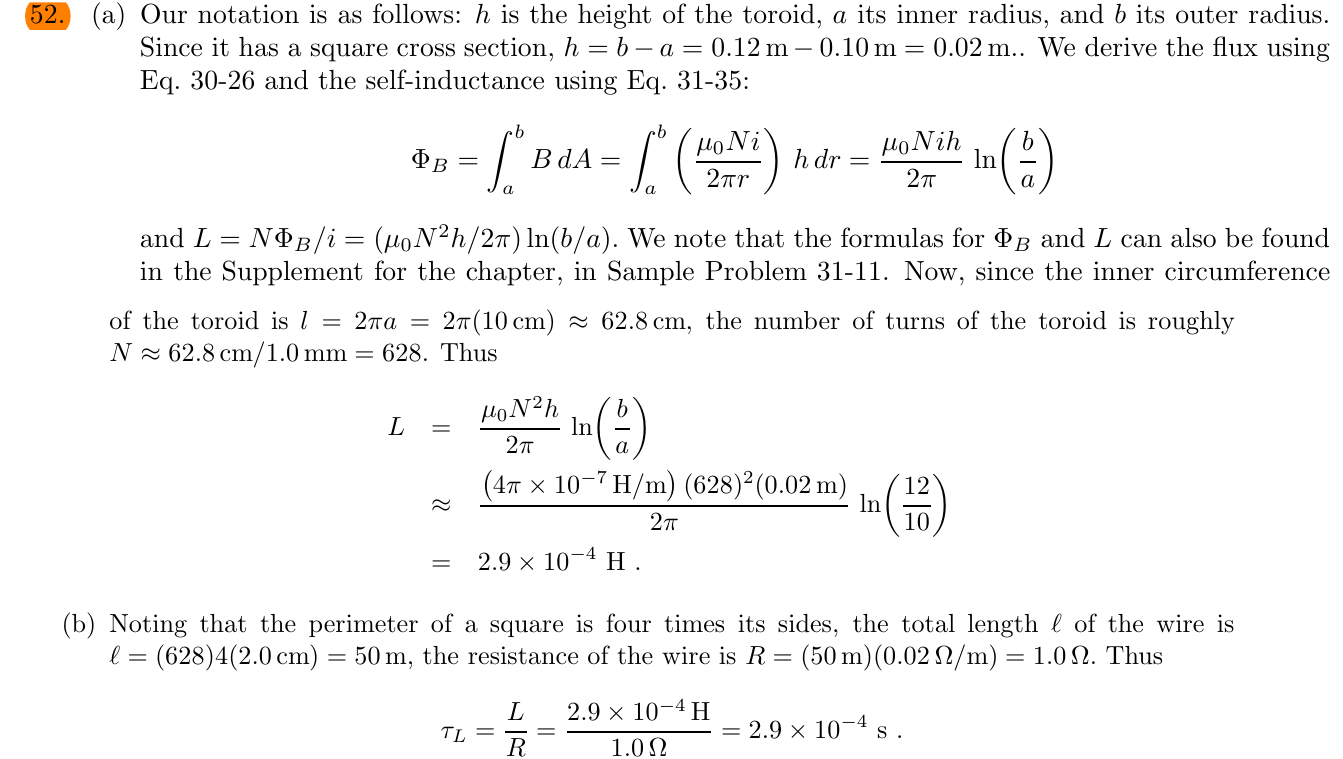 52. (a) Our notation is as follows: h is the height of the toroid, a its inner radius, and b its outer radius.
Since it has a square cross section, h = b − a = 0.12 m − 0.10 m = 0.02 m.. We derive the flux using
Eq. 30-26 and the self-inductance using Eq. 31-35:
Φ_B = ∫_a^b B dA = ∫_a^b (μ₀Ni / 2πr) h dr = μ₀Nih / 2π ln(b/a)
and L = NΦ_B/i = (μ₀N²h/2π) ln(b/a). We note that the formulas for Φ_B and L can also be found
in the Supplement for the chapter, in Sample Problem 31-11. Now, since the inner circumference
of the toroid is l = 2πa = 2π(10 cm) ≈ 62.8 cm, the number of turns of the toroid is roughly
N ≈ 62.8 cm/1.0 mm = 628. Thus
L = μ₀N²h / 2π ln(b/a)
≈ (4π × 10⁻⁷ H/m) (628)²(0.02 m) / 2π ln(12/10)
= 2.9 × 10⁻⁴ H .
(b) Noting that the perimeter of a square is four times its sides, the total length ℓ of the wire is
ℓ = (628)4(2.0 cm) = 50 m, the resistance of the wire is R = (50 m)(0.02 Ω/m) = 1.0 Ω. Thus
τ_L = L/R = 2.9 × 10⁻⁴ H / 1.0 Ω = 2.9 × 10⁻⁴ s .